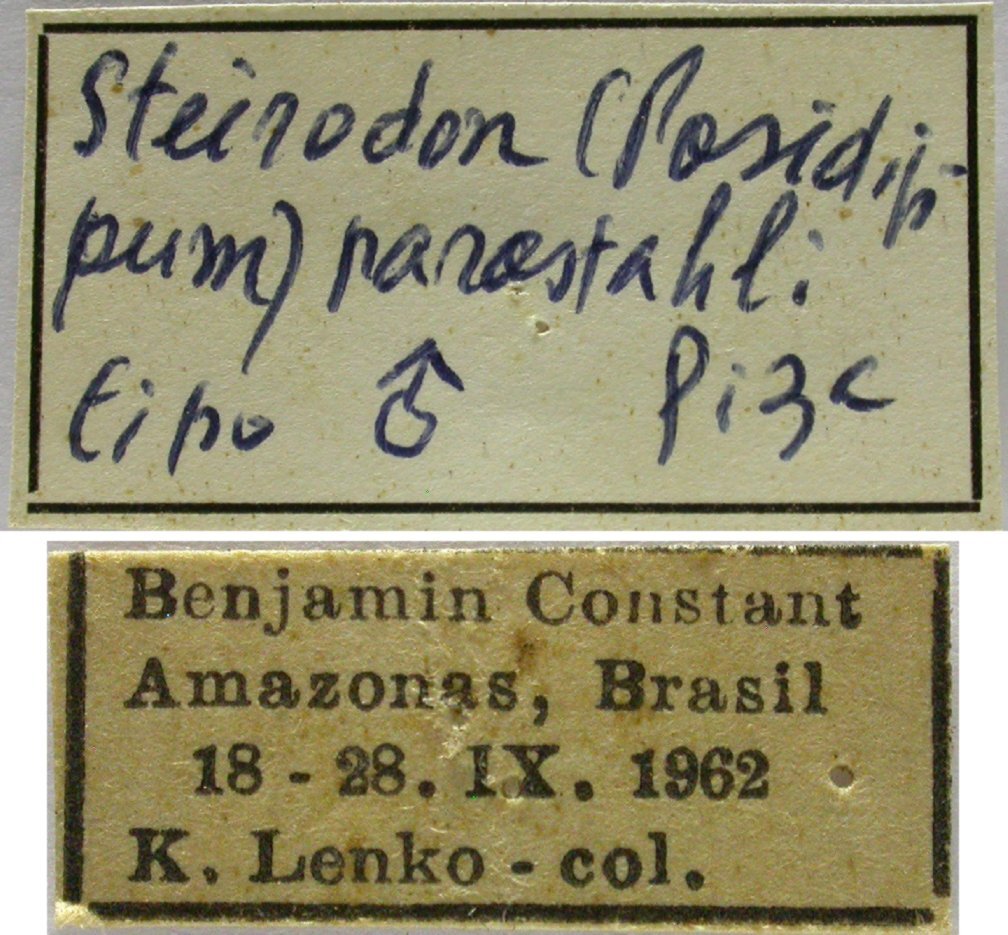 Steirodon (Posidip-
pum) parastahli
tipo ♂ Piza
Benjamin Constant
Amazonas, Brasil
18 - 28. IX. 1962
K. Lenko - col.